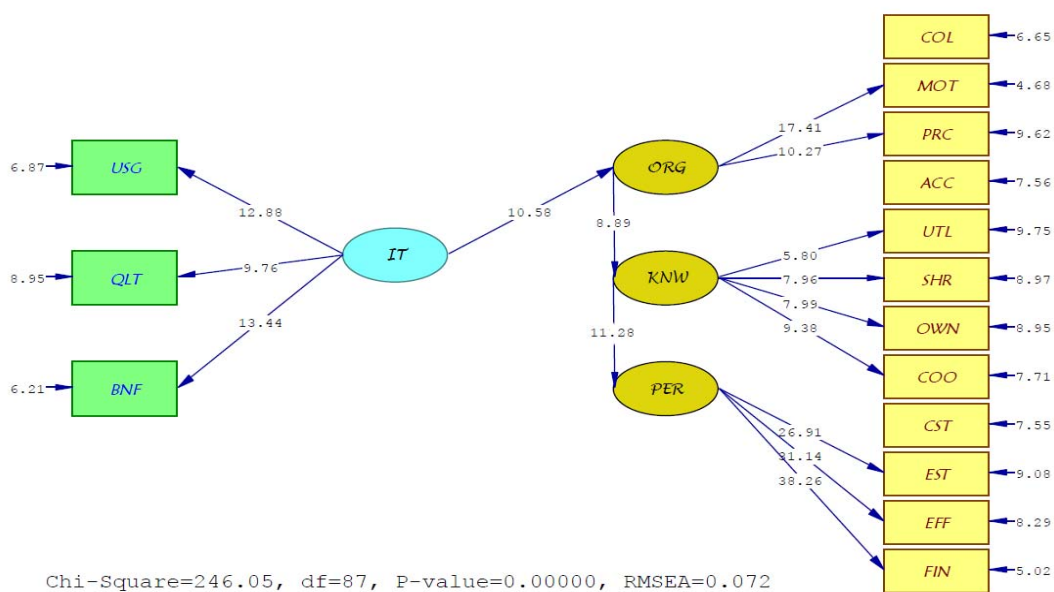 COL
6.65
MOT
4.68
17.41
PRC
9.62
10.27
6.87
USG
ORG
ACC
7.56
12.88
10.58
8.89
UTL
9.75
IT
5.80
9.76
8.95
QLT
KNW
7.96
SHR
8.97
7.99
OWN
8.95
13.44
11.28
9.38
COO
7.71
6.21
BNF
PER
CST
7.55
26.91
31.14
EST
9.08
38.26
EFF
8.29
FIN
5.02
Chi-Square=246.05, df=87, P-value=0.00000, RMSEA=0.072